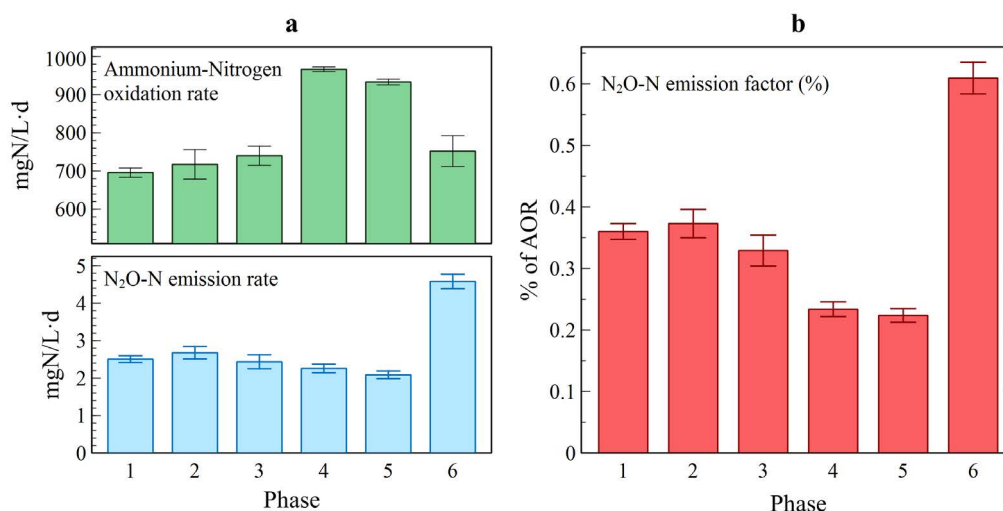 a
Ammonium-Nitrogen
oxidation rate
mgN/L·d
1000
900
800
700
600
N₂O-N emission rate
mgN/L·d
5
4
3
2
1
0
1 2 3 4 5 6
Phase
b
N₂O-N emission factor (%)
% of AOR
0.6
0.5
0.4
0.3
0.2
0.1
0
1 2 3 4 5 6
Phase